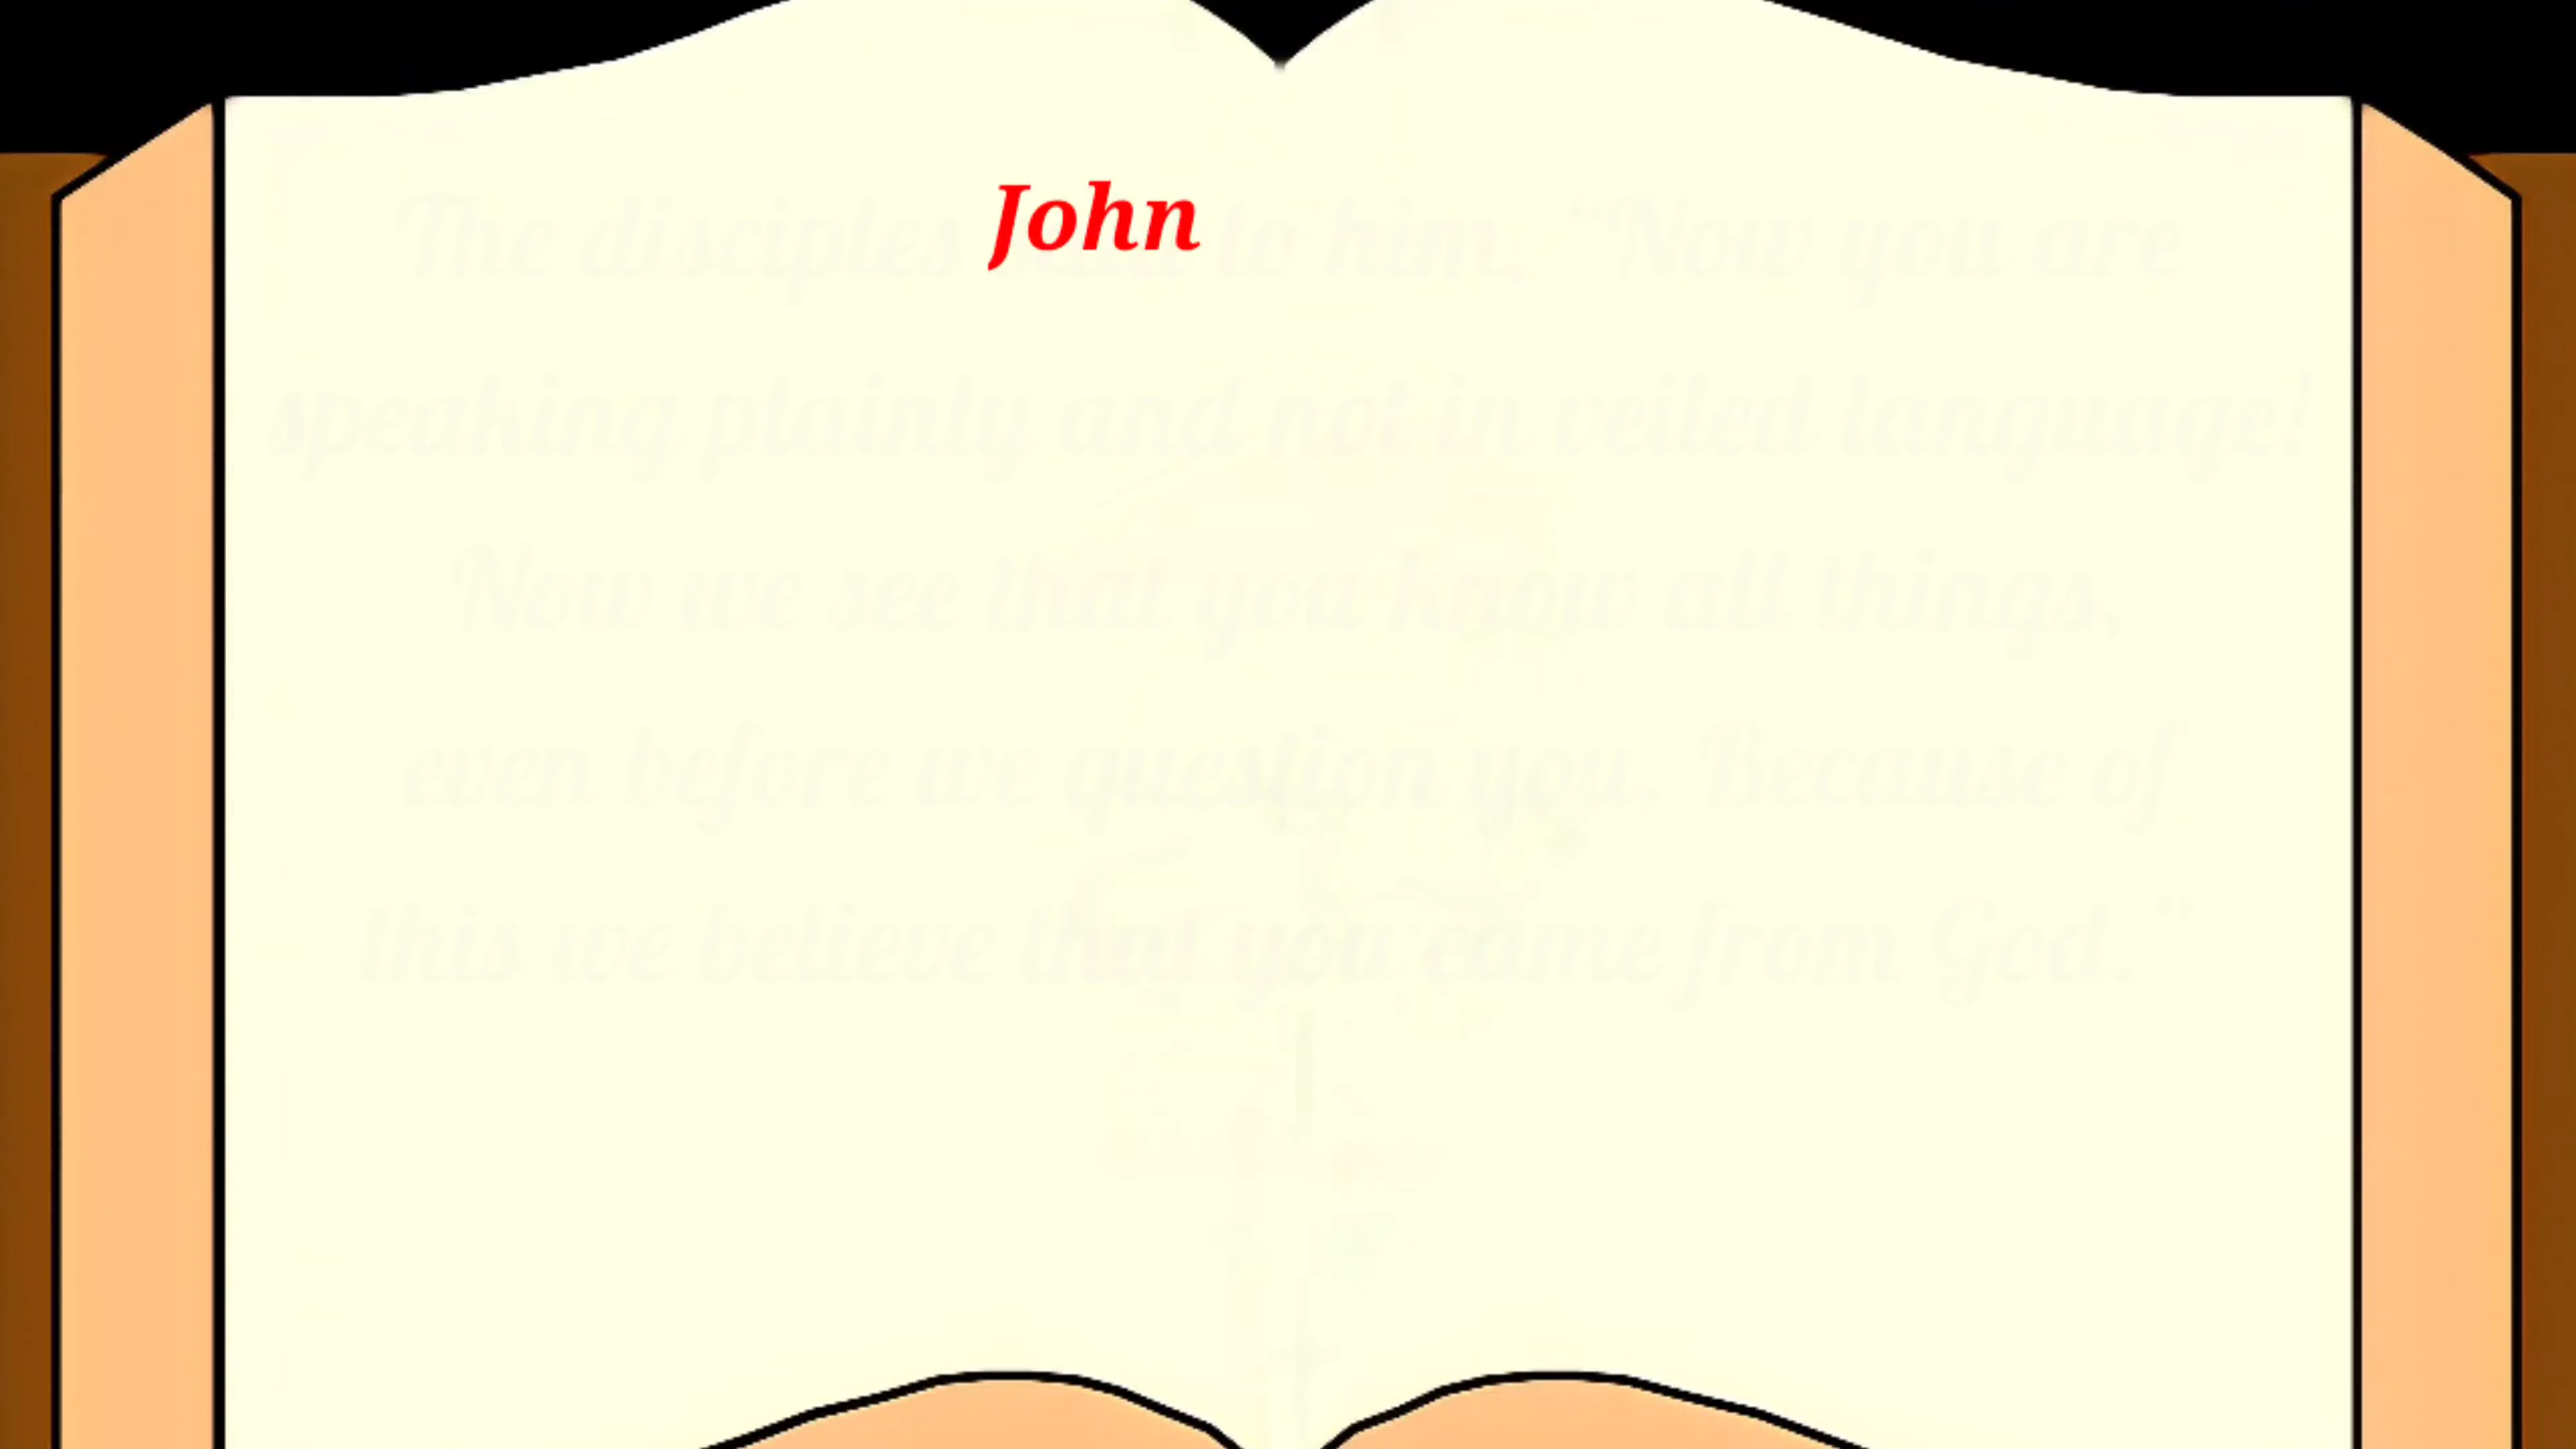 John
The disciples said to him, “Now you are
speaking plainly and not in veiled language!
Now we see that you know all things,
even before we question you. Because of
this we believe that you came from God.”